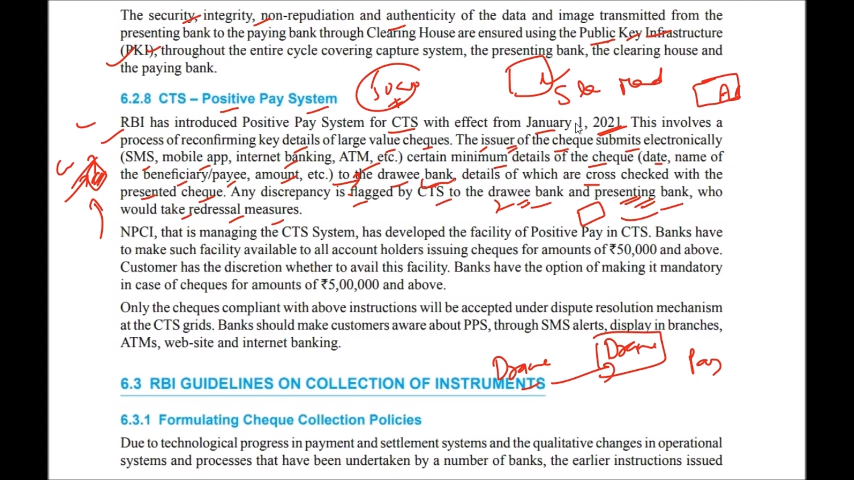 The security, integrity, non-repudiation and authenticity of the data and image transmitted from the
presenting bank to the paying bank through Clearing House are ensured using the Public Key Infrastructure
(PKI), throughout the entire cycle covering capture system, the presenting bank, the clearing house and
the paying bank.
6.2.8 CTS – Positive Pay System
RBI has introduced Positive Pay System for CTS with effect from January 1, 2021. This involves a
process of reconfirming key details of large value cheques. The issuer of the cheque submits electronically
(SMS, mobile app, internet banking, ATM, etc.) certain minimum details of the cheque (date, name of
the beneficiary/payee, amount, etc.) to the drawee bank, details of which are cross checked with the
presented cheque. Any discrepancy is flagged by CTS to the drawee bank and presenting bank, who
would take redressal measures.
NPCI, that is managing the CTS System, has developed the facility of Positive Pay in CTS. Banks have
to make such facility available to all account holders issuing cheques for amounts of ₹50,000 and above.
Customer has the discretion whether to avail this facility. Banks have the option of making it mandatory
in case of cheques for amounts of ₹5,00,000 and above.
Only the cheques compliant with above instructions will be accepted under dispute resolution mechanism
at the CTS grids. Banks should make customers aware about PPS, through SMS alerts, display in branches,
ATMs, web-site and internet banking.
6.3 RBI GUIDELINES ON COLLECTION OF INSTRUMENTS
6.3.1 Formulating Cheque Collection Policies
Due to technological progress in payment and settlement systems and the qualitative changes in operational
systems and processes that have been undertaken by a number of banks, the earlier instructions issued